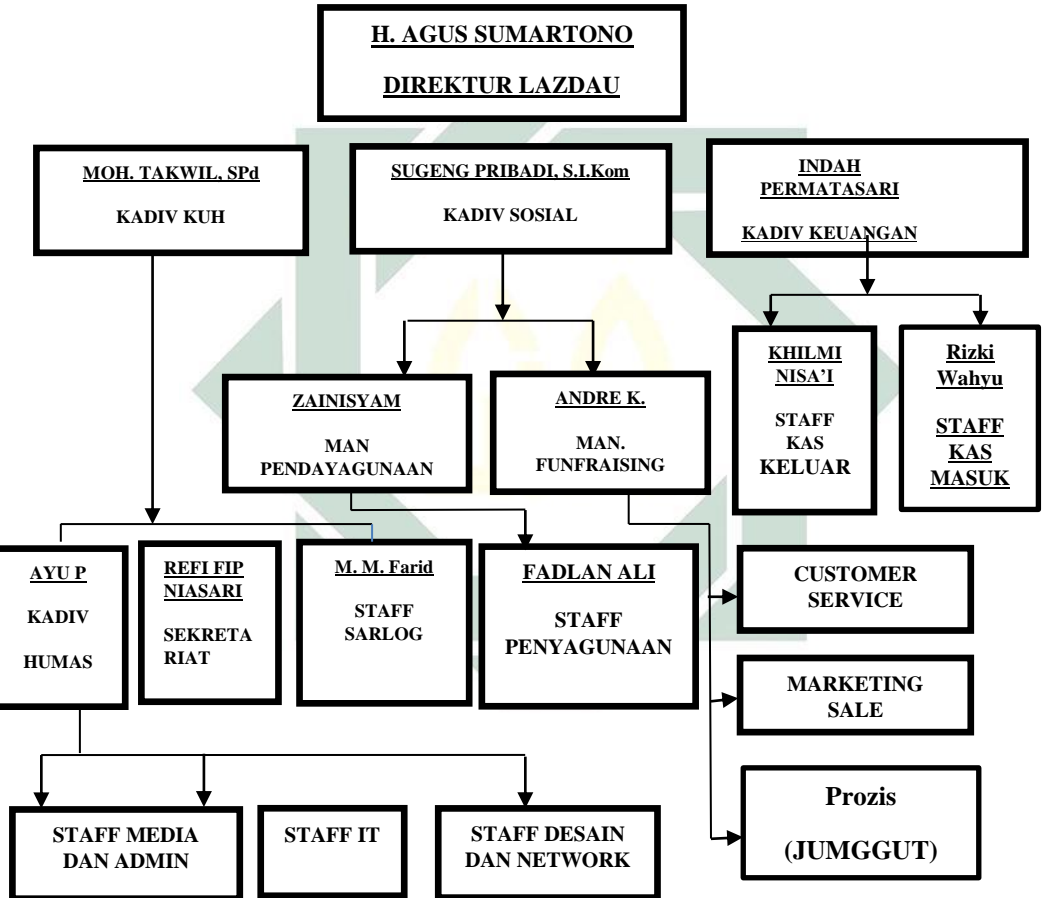 H. AGUS SUMARTONO
DIREKTUR LAZDAU
MOH. TAKWIL, SPd
KADIV KUH
SUGENG PRIBADI, S.I.Kom
KADIV SOSIAL
INDAH
PERMATASARI
KADIV KEUANGAN
KHILMI
NISA'I
STAFF
KAS
KELUAR
Rizki
Wahyu
STAFF
KAS
MASUK
ZAINISYAM
MAN
PENDAYAGUNAAN
ANDRE K.
MAN.
FUNFRAISING
AYU P
KADIV
HUMAS
REFI FIP
NIASARI
SEKRETA
RIAT
M. M. Farid
STAFF
SARLOG
FADLAN ALI
STAFF
PENYAGUNAAN
CUSTOMER
SERVICE
MARKETING
SALE
Prozis
(JUMGGUT)
STAFF MEDIA
DAN ADMIN
STAFF IT
STAFF DESAIN
DAN NETWORK